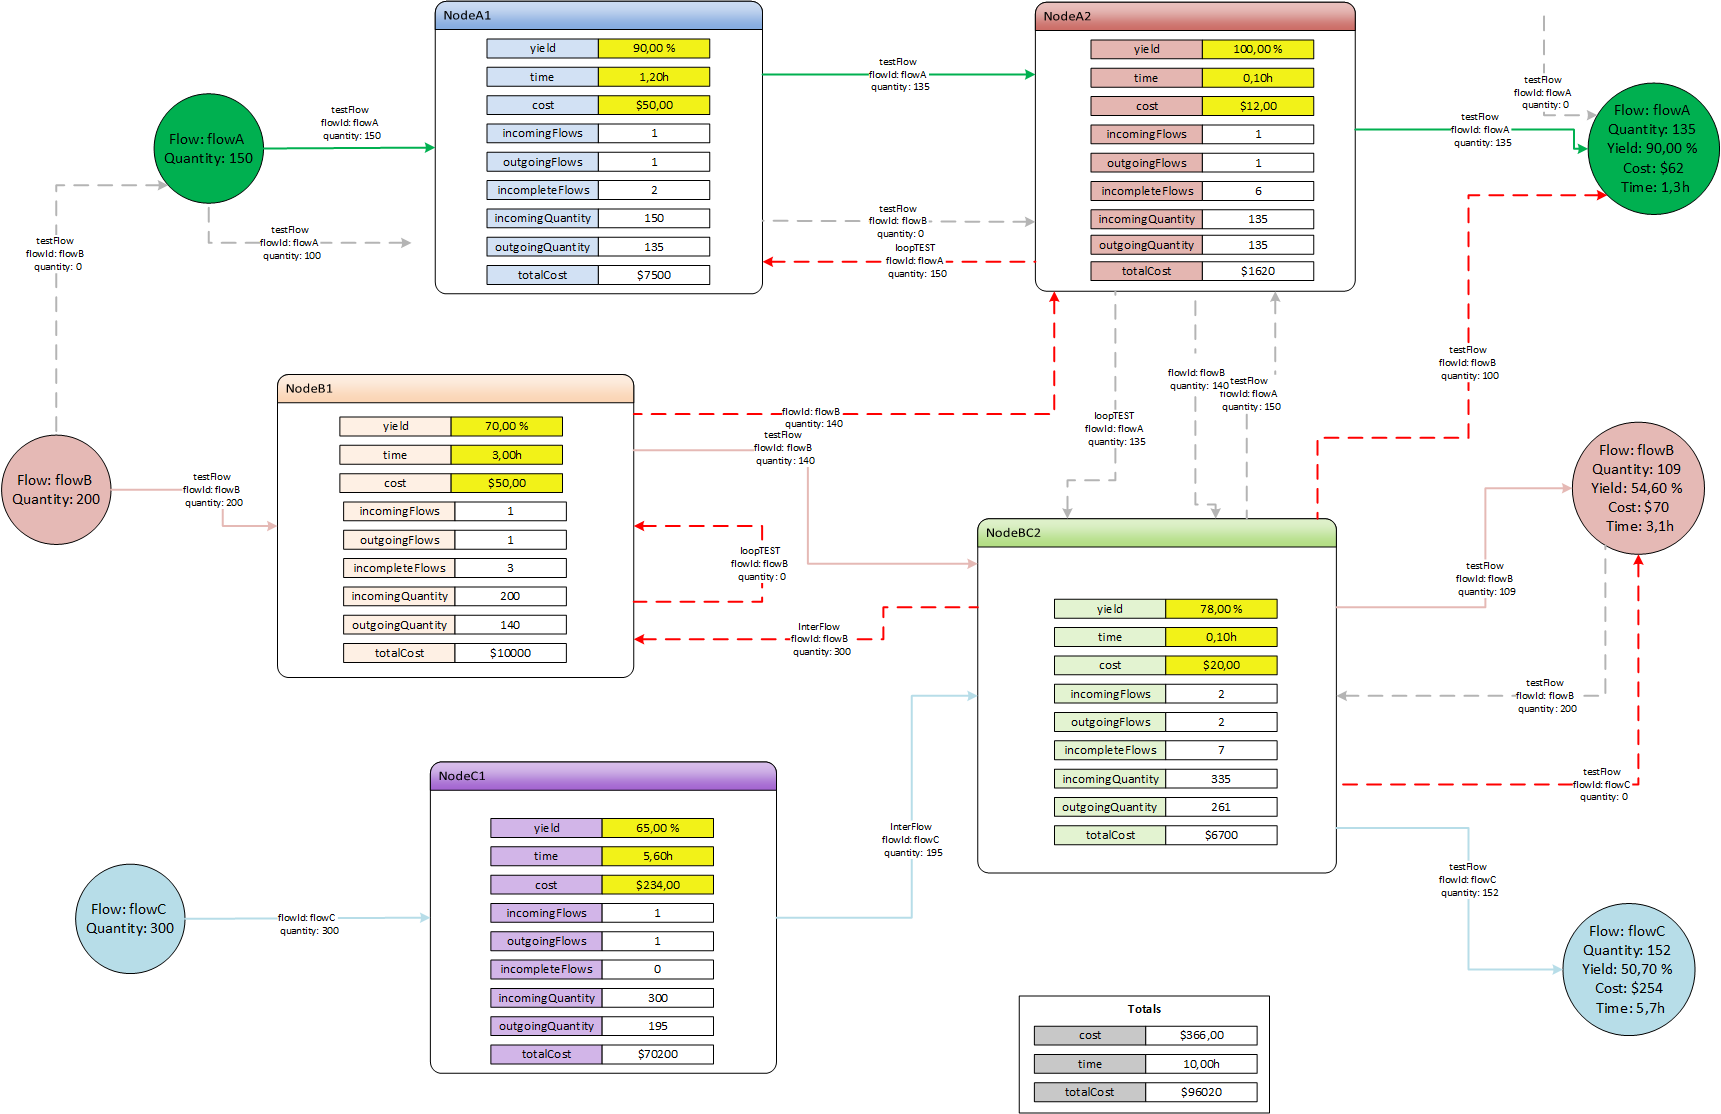 NodeA1
yield 90,00 %
time 1,20h
cost $50,00
incomingFlows 1
outgoingFlows 1
incompleteFlows 2
incomingQuantity 150
outgoingQuantity 135
totalCost $7500
NodeA2
yield 100,00 %
time 0,10h
cost $12,00
incomingFlows 1
outgoingFlows 1
incompleteFlows 6
incomingQuantity 135
outgoingQuantity 135
totalCost $1620
testFlow
flowId: flowA
quantity: 135
testFlow
flowId: flowA
quantity: 0
Flow: flowA
Quantity: 150
testFlow
flowId: flowA
quantity: 150
testFlow
flowId: flowA
quantity: 135
Flow: flowA
Quantity: 135
Yield: 90,00 %
Cost: $62
Time: 1,3h
testFlow
flowId: flowB
quantity: 0
testFlow
flowId: flowA
quantity: 100
testFlow
flowId: flowB
quantity: 0
loopTEST
flowId: flowA
quantity: 150
NodeB1
yield 70,00 %
time 3,00h
cost $50,00
incomingFlows 1
outgoingFlows 1
incompleteFlows 3
incomingQuantity 200
outgoingQuantity 140
totalCost $10000
flowId: flowB
quantity: 140
testFlow
flowId: flowB
quantity: 140
loopTEST
flowId: flowA
quantity: 135
flowId: flowB
quantity: 140
testFlow
flowId: flowA
quantity: 150
testFlow
flowId: flowB
quantity: 100
Flow: flowB
Quantity: 200
testFlow
flowId: flowB
quantity: 200
loopTEST
flowId: flowB
quantity: 0
InterFlow
flowId: flowB
quantity: 300
NodeBC2
yield 78,00 %
time 0,10h
cost $20,00
incomingFlows 2
outgoingFlows 2
incompleteFlows 7
incomingQuantity 335
outgoingQuantity 261
totalCost $6700
Flow: flowB
Quantity: 109
Yield: 54,60 %
Cost: $70
Time: 3,1h
testFlow
flowId: flowB
quantity: 109
testFlow
flowId: flowB
quantity: 200
testFlow
flowId: flowC
quantity: 0
NodeC1
yield 65,00 %
time 5,60h
cost $234,00
incomingFlows 1
outgoingFlows 1
incompleteFlows 0
incomingQuantity 300
outgoingQuantity 195
totalCost $70200
Flow: flowC
Quantity: 300
flowId: flowC
quantity: 300
InterFlow
flowId: flowC
quantity: 195
testFlow
flowId: flowC
quantity: 152
Flow: flowC
Quantity: 152
Yield: 50,70 %
Cost: $254
Time: 5,7h
Totals
cost $366,00
time 10,00h
totalCost $96020